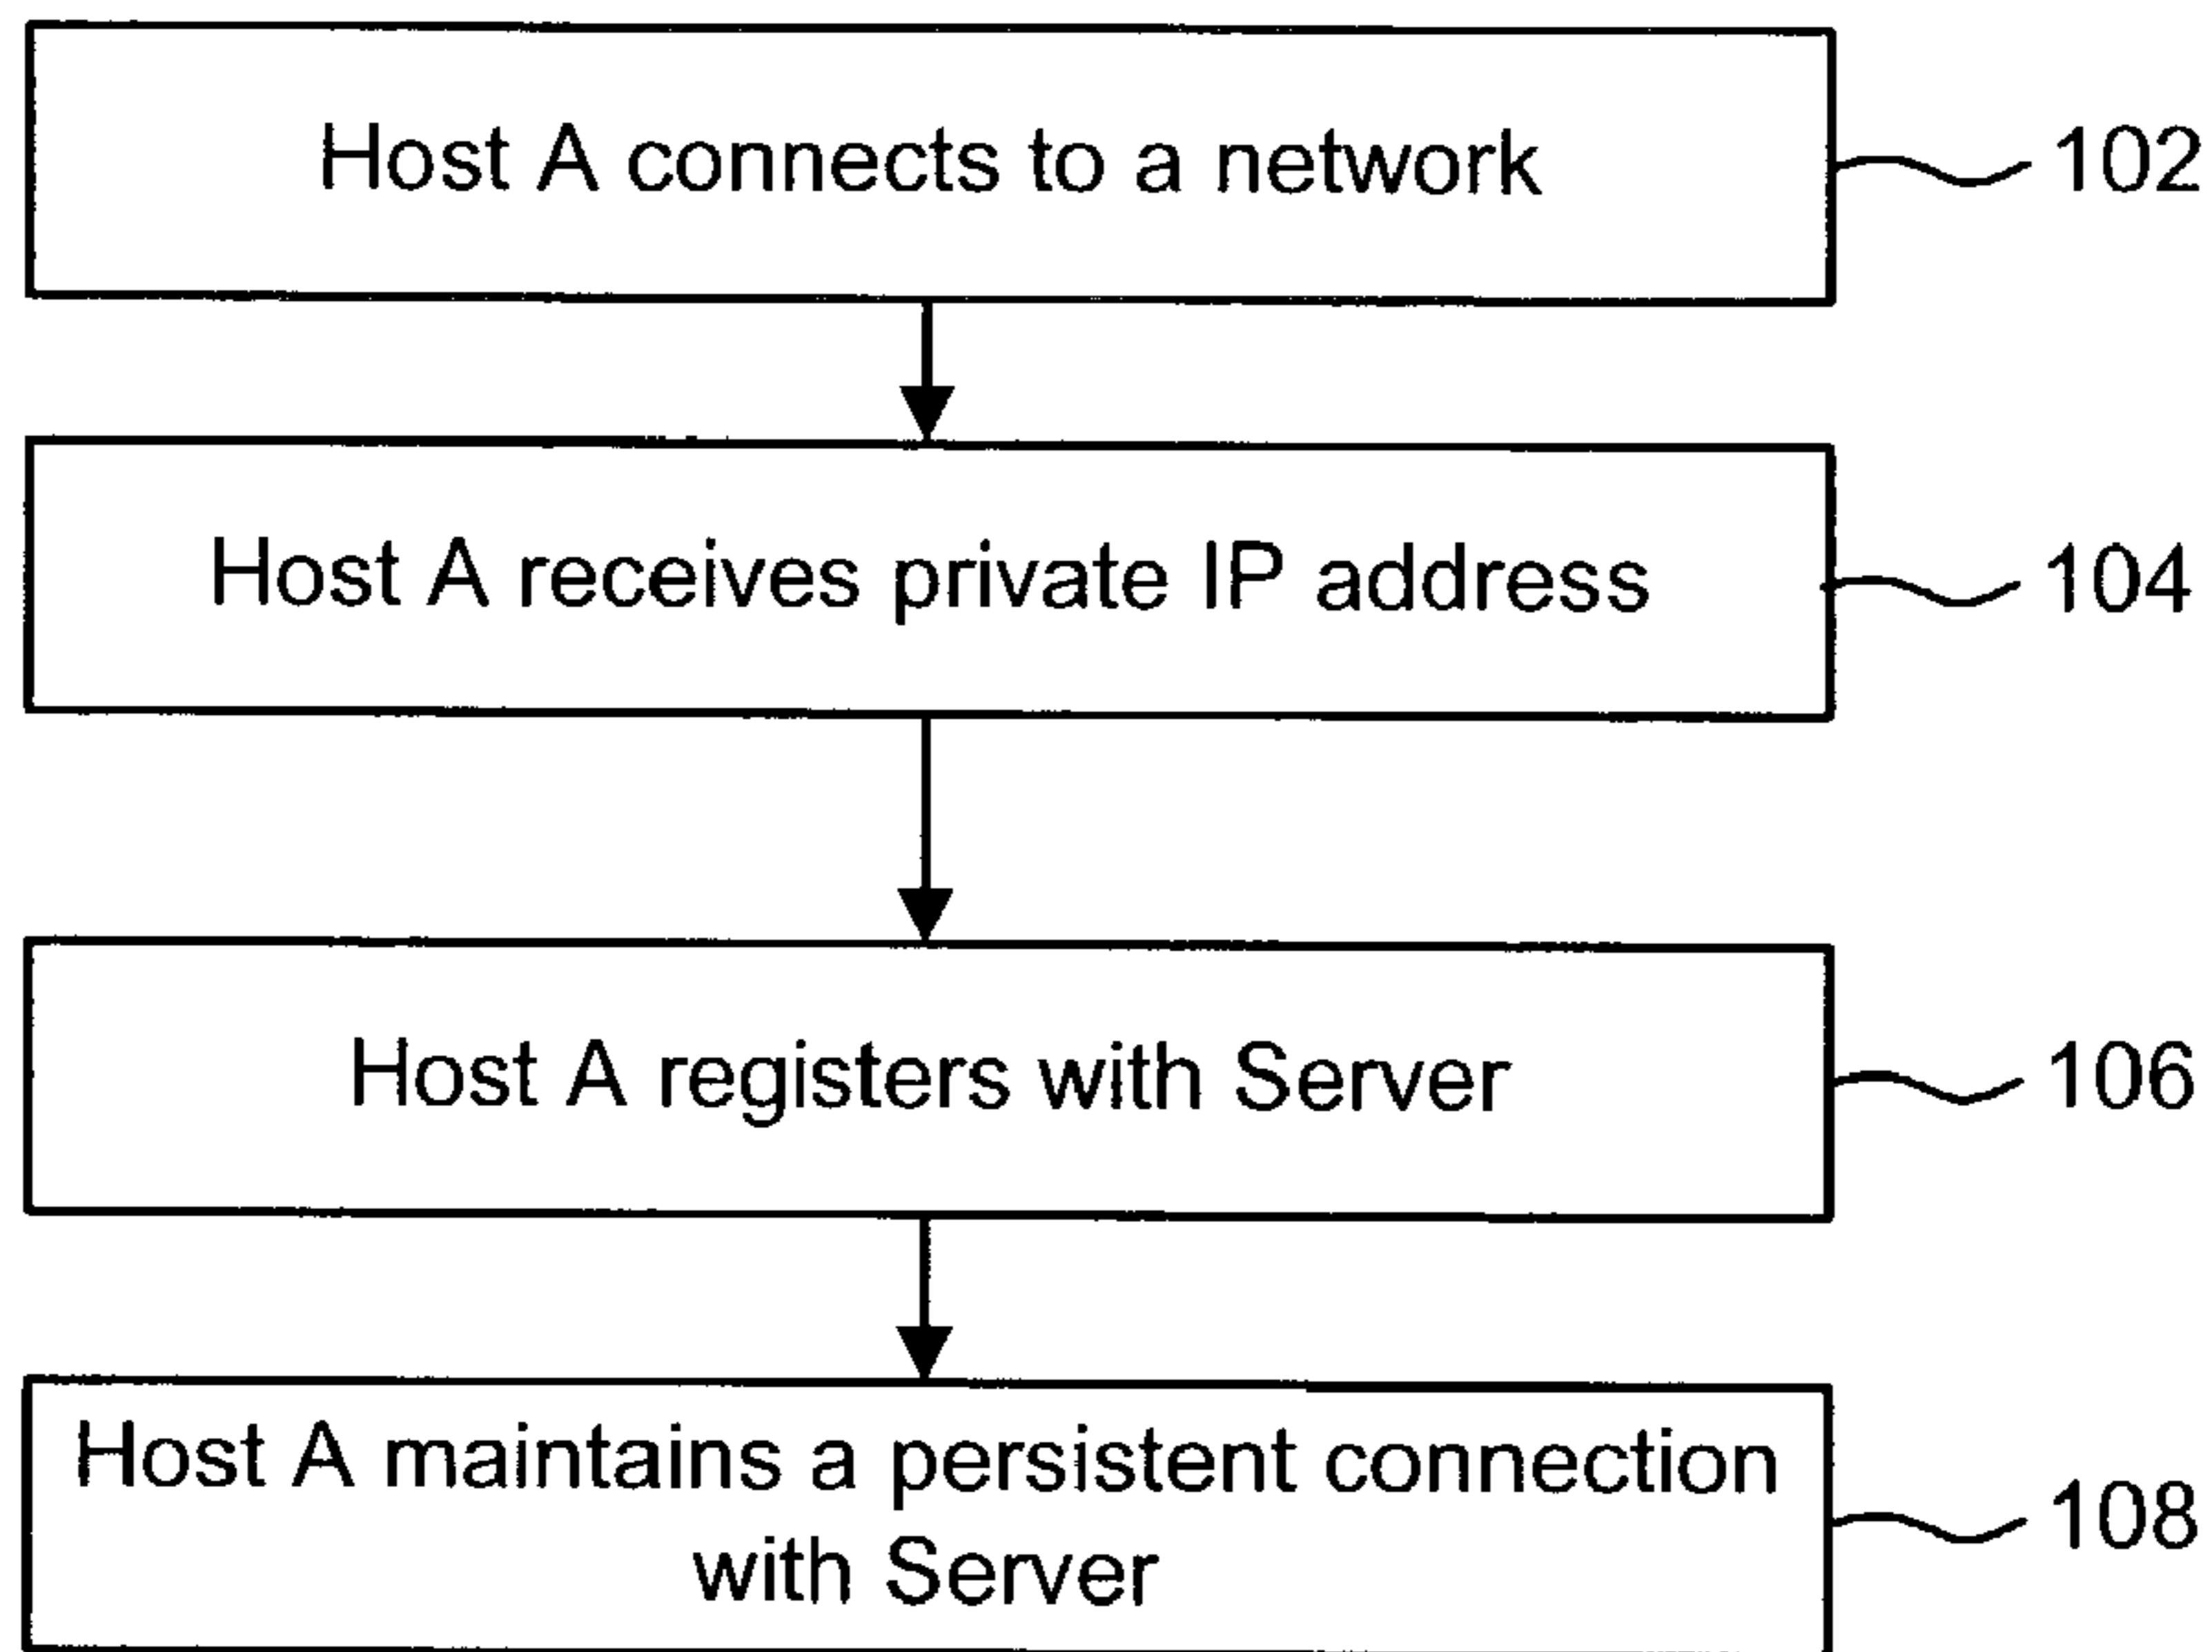 Host A connects to a network
102
Host A receives private IP address
104
Host A registers with Server
106
Host A maintains a persistent connection
with Server
108